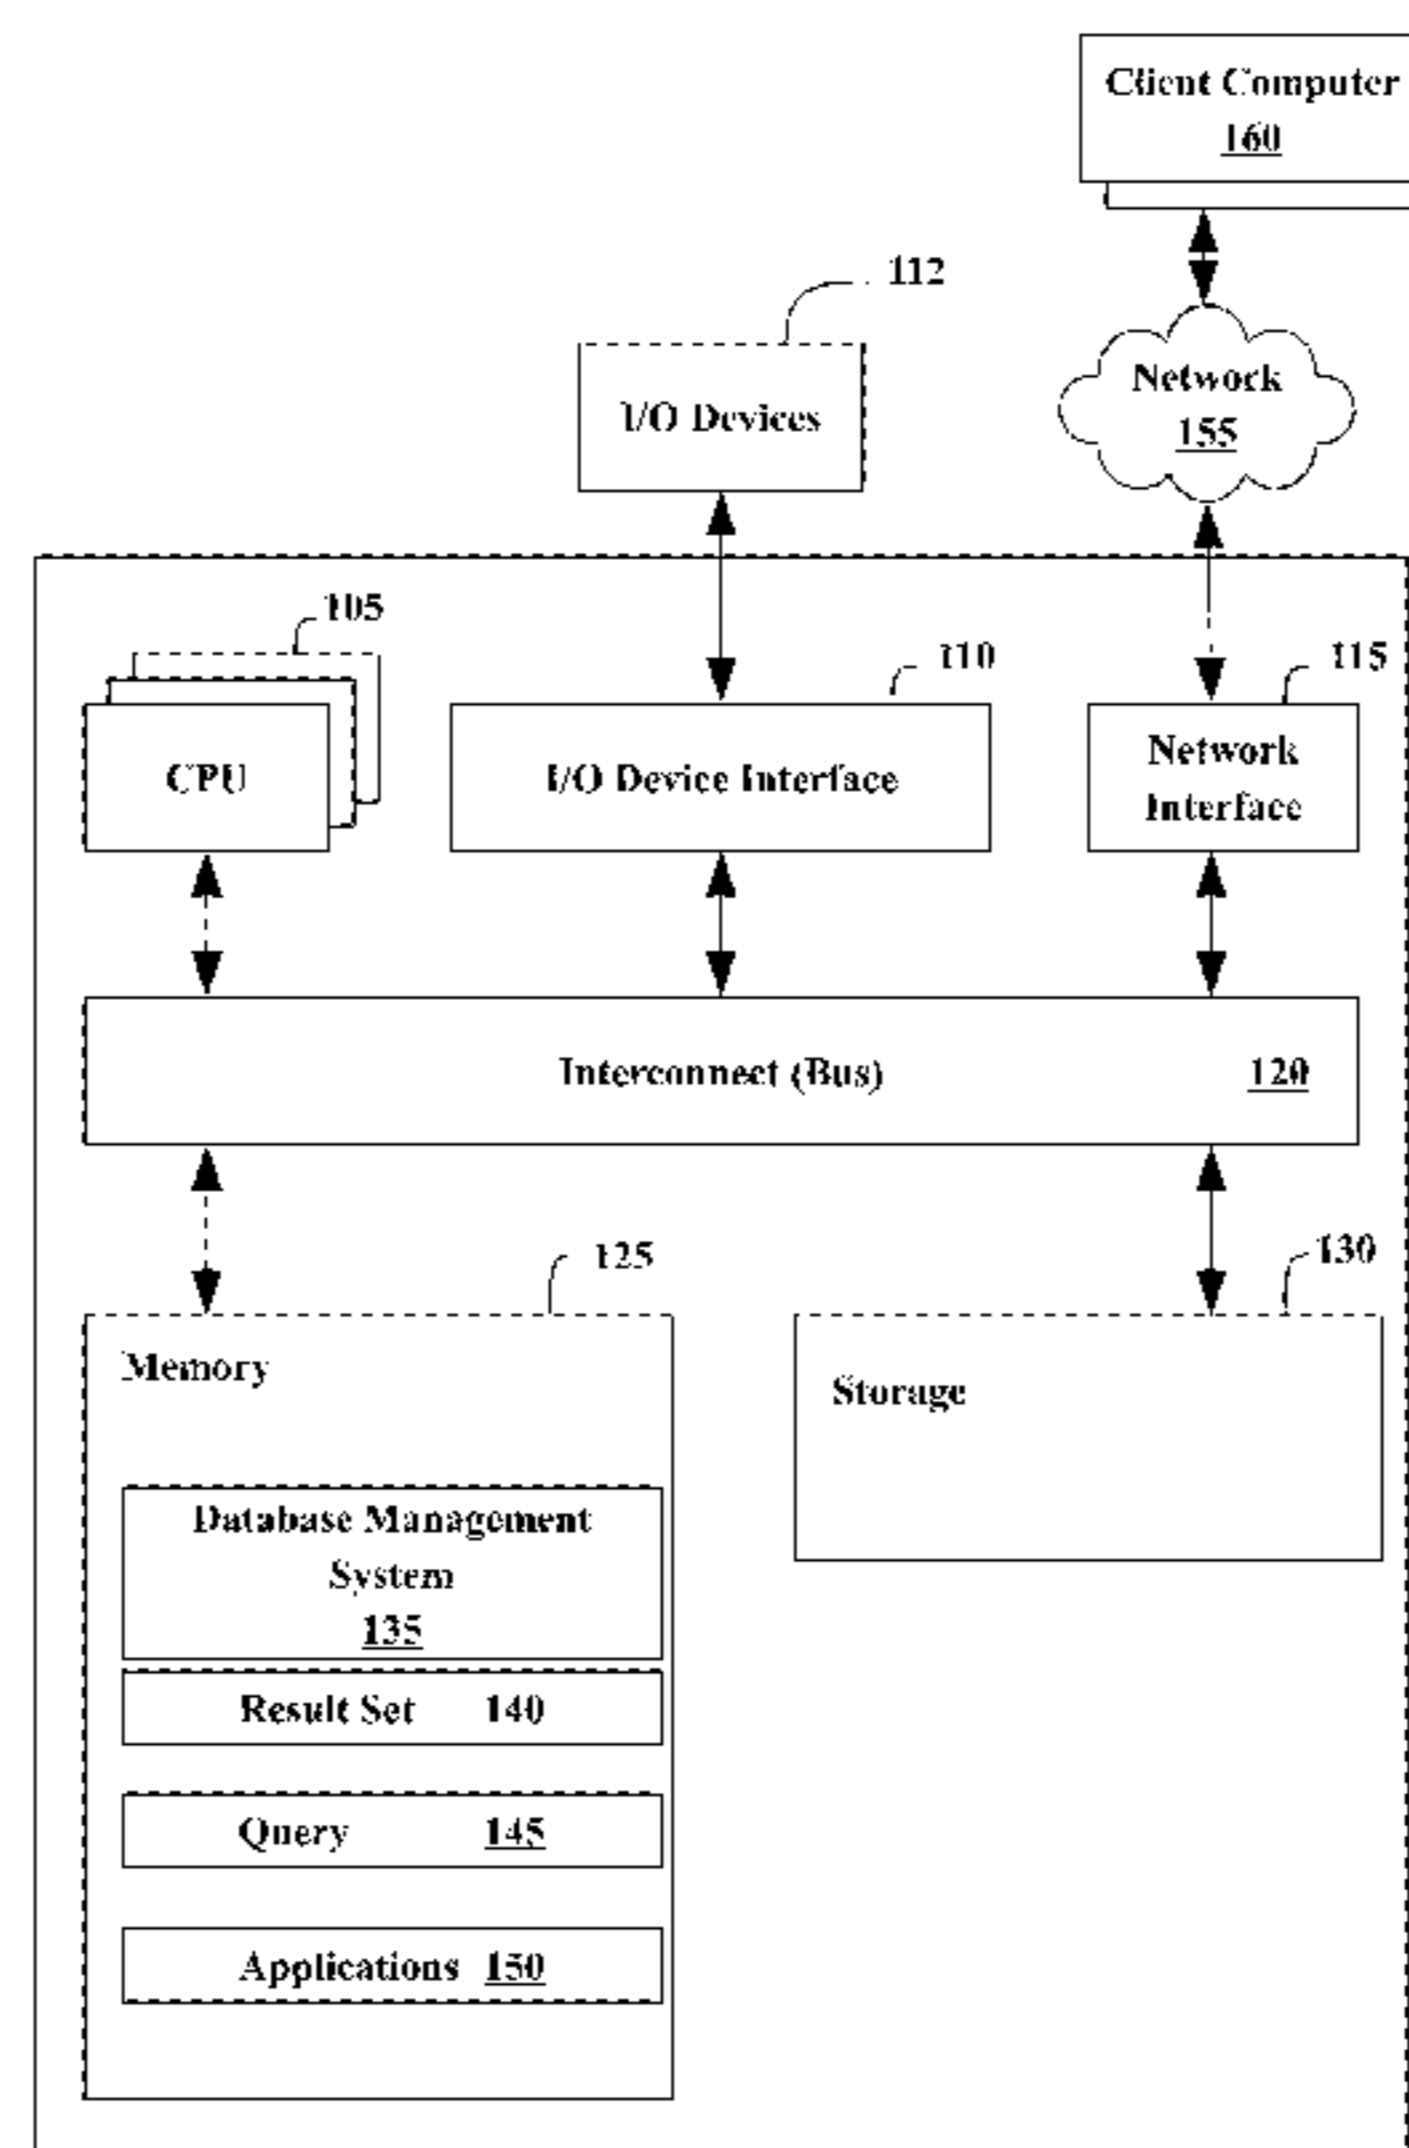 Client Computer
160
112
I/O Devices
Network
155
105
110
115
CPU
I/O Device Interface
Network
Interface
Interconnect (Bus) 120
125
130
Memory
Storage
Database Management
System
135
Result Set 140
Query 145
Applications 150